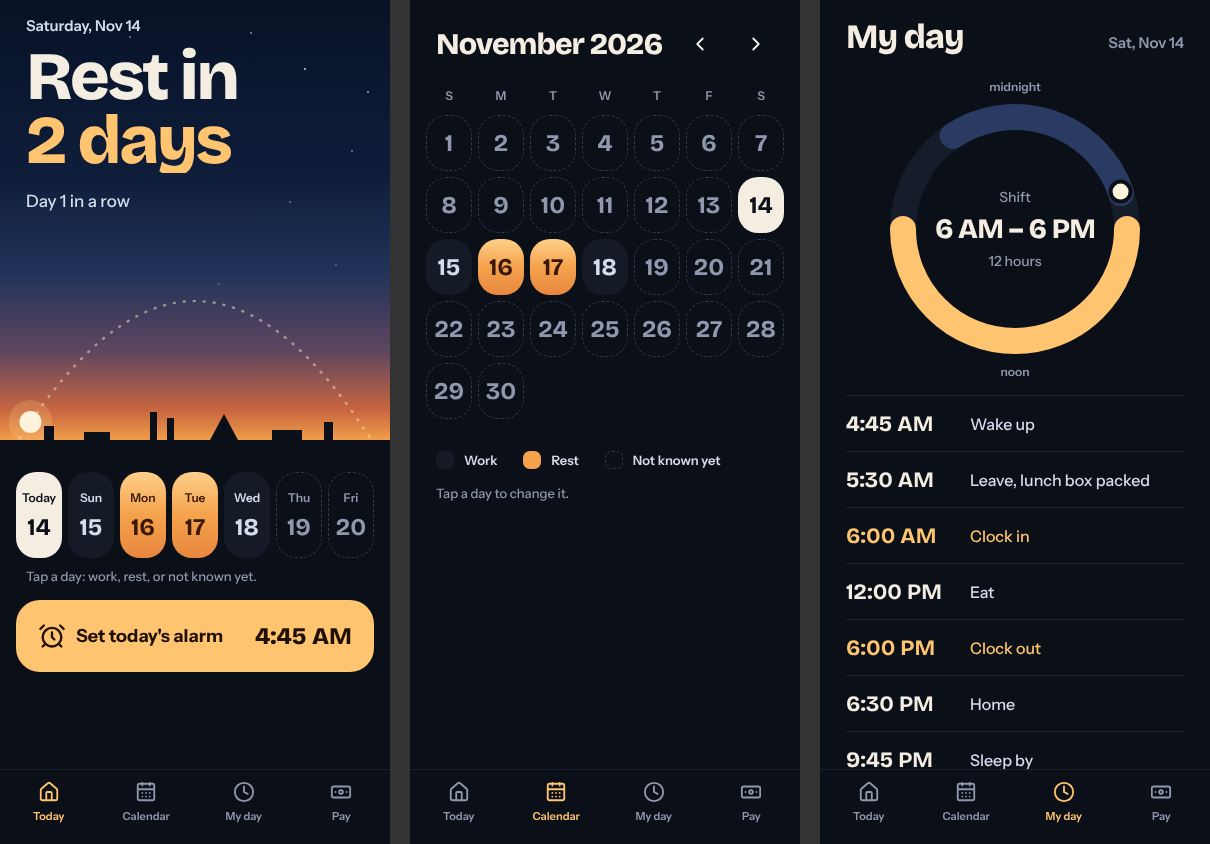 Saturday, Nov 14
Rest in
2 days
Day 1 in a row
Today Sun Mon Tue Wed Thu Fri
14 15 16 17 18 19 20
Tap a day: work, rest, or not known yet.
Set today's alarm 4:45 AM
Today Calendar My day Pay
November 2026
S M T W T F S
1 2 3 4 5 6 7
8 9 10 11 12 13 14
15 16 17 18 19 20 21
22 23 24 25 26 27 28
29 30
Work Rest Not known yet
Tap a day to change it.
Today Calendar My day Pay
My day Sat, Nov 14
midnight
Shift
6 AM – 6 PM
12 hours
noon
4:45 AM Wake up
5:30 AM Leave, lunch box packed
6:00 AM Clock in
12:00 PM Eat
6:00 PM Clock out
6:30 PM Home
9:45 PM Sleep by
Today Calendar My day Pay